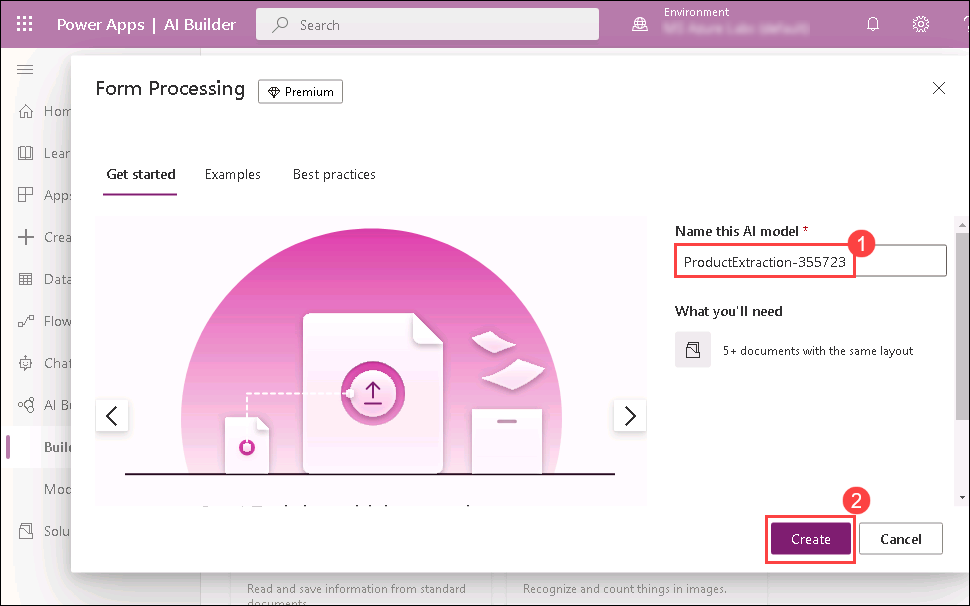 Power Apps | AI Builder
Search
Environment
Form Processing
Premium
Get started
Examples
Best practices
Hom
Lear
Apps
Crea
Data
Flow
Chat
AI B
Build
Mod
Solu
Name this AI model *
1
ProductExtraction-355723
What you'll need
5+ documents with the same layout
2
Create
Cancel
Read and save information from standard
documents
Recognize and count things in images.